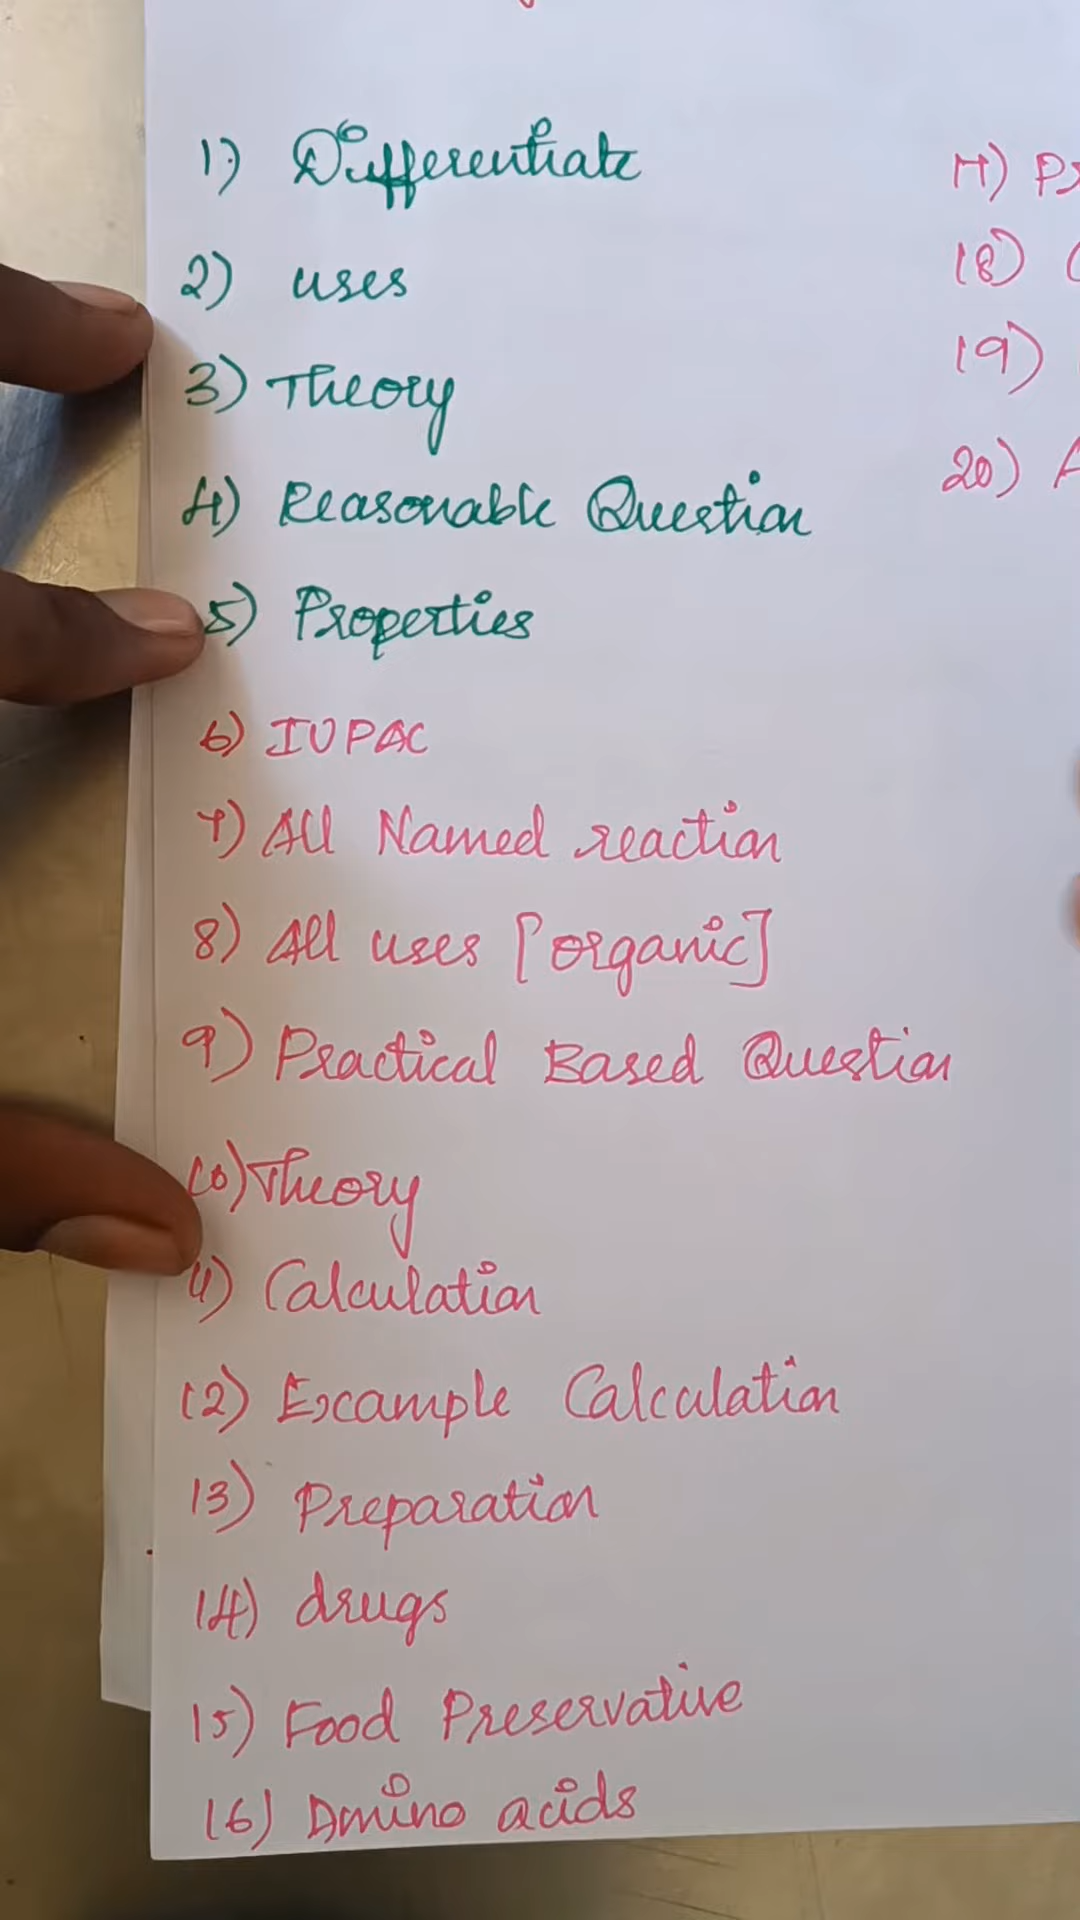 1) Differentiate
2) uses
3) Theory
4) Reasonable Question
5) Properties
6) IUPAC
7) All Named reaction
8) All uses [organic]
9) Practical Based Question
10) Theory
11) Calculation
12) Example Calculation
13) Preparation
14) drugs
15) Food Preservative
16) Amino acids
17)
18)
19)
20)